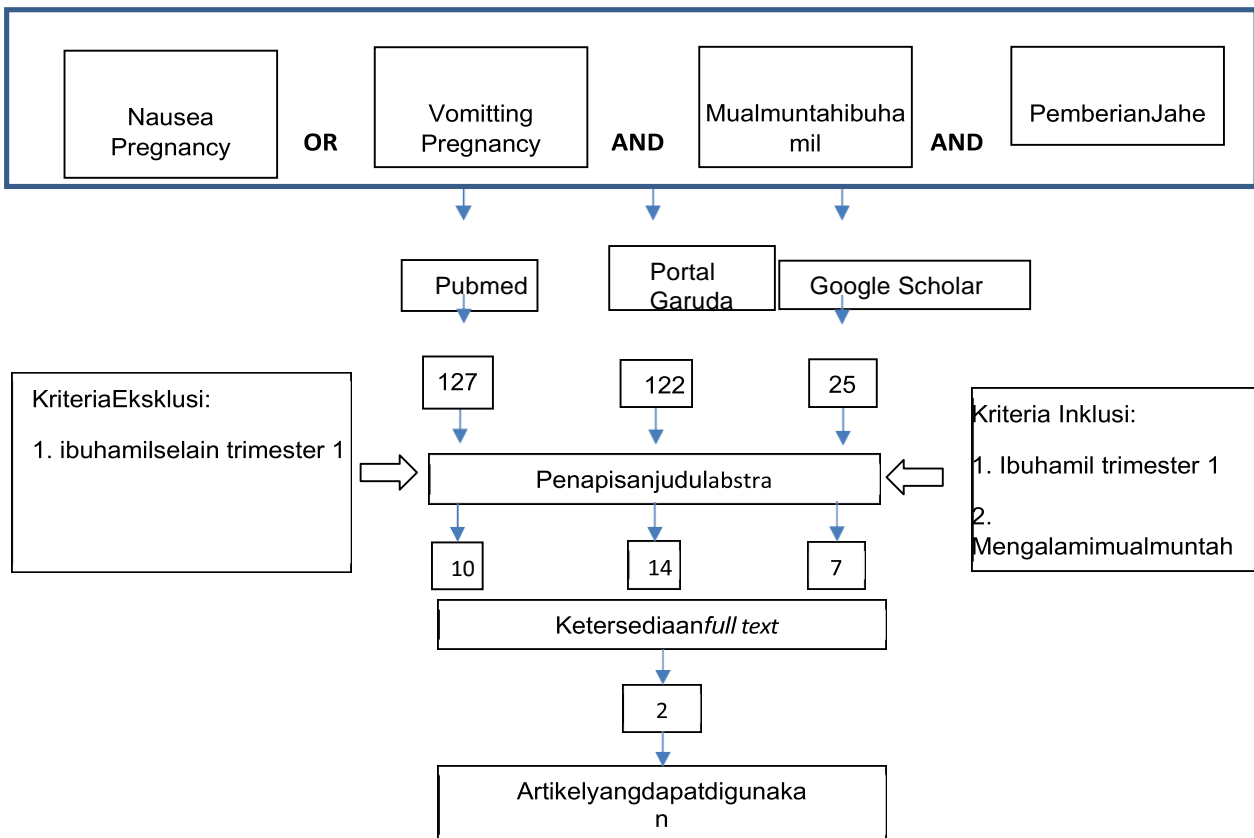 Nausea
Pregnancy
OR
Vomitting
Pregnancy
AND
Mualmuntahibuha
mil
AND
PemberianJahe
Pubmed
Portal
Garuda
Google Scholar
127
122
25
KriteriaEksklusi:
1. ibuhamilselain trimester 1
Kriteria Inklusi:
1. Ibuhamil trimester 1
2.
Mengalamimualmuntah
Penapisanjudulabstra
10
14
7
Ketersediaanfull text
2
Artikelyangdapatdigunaka
n